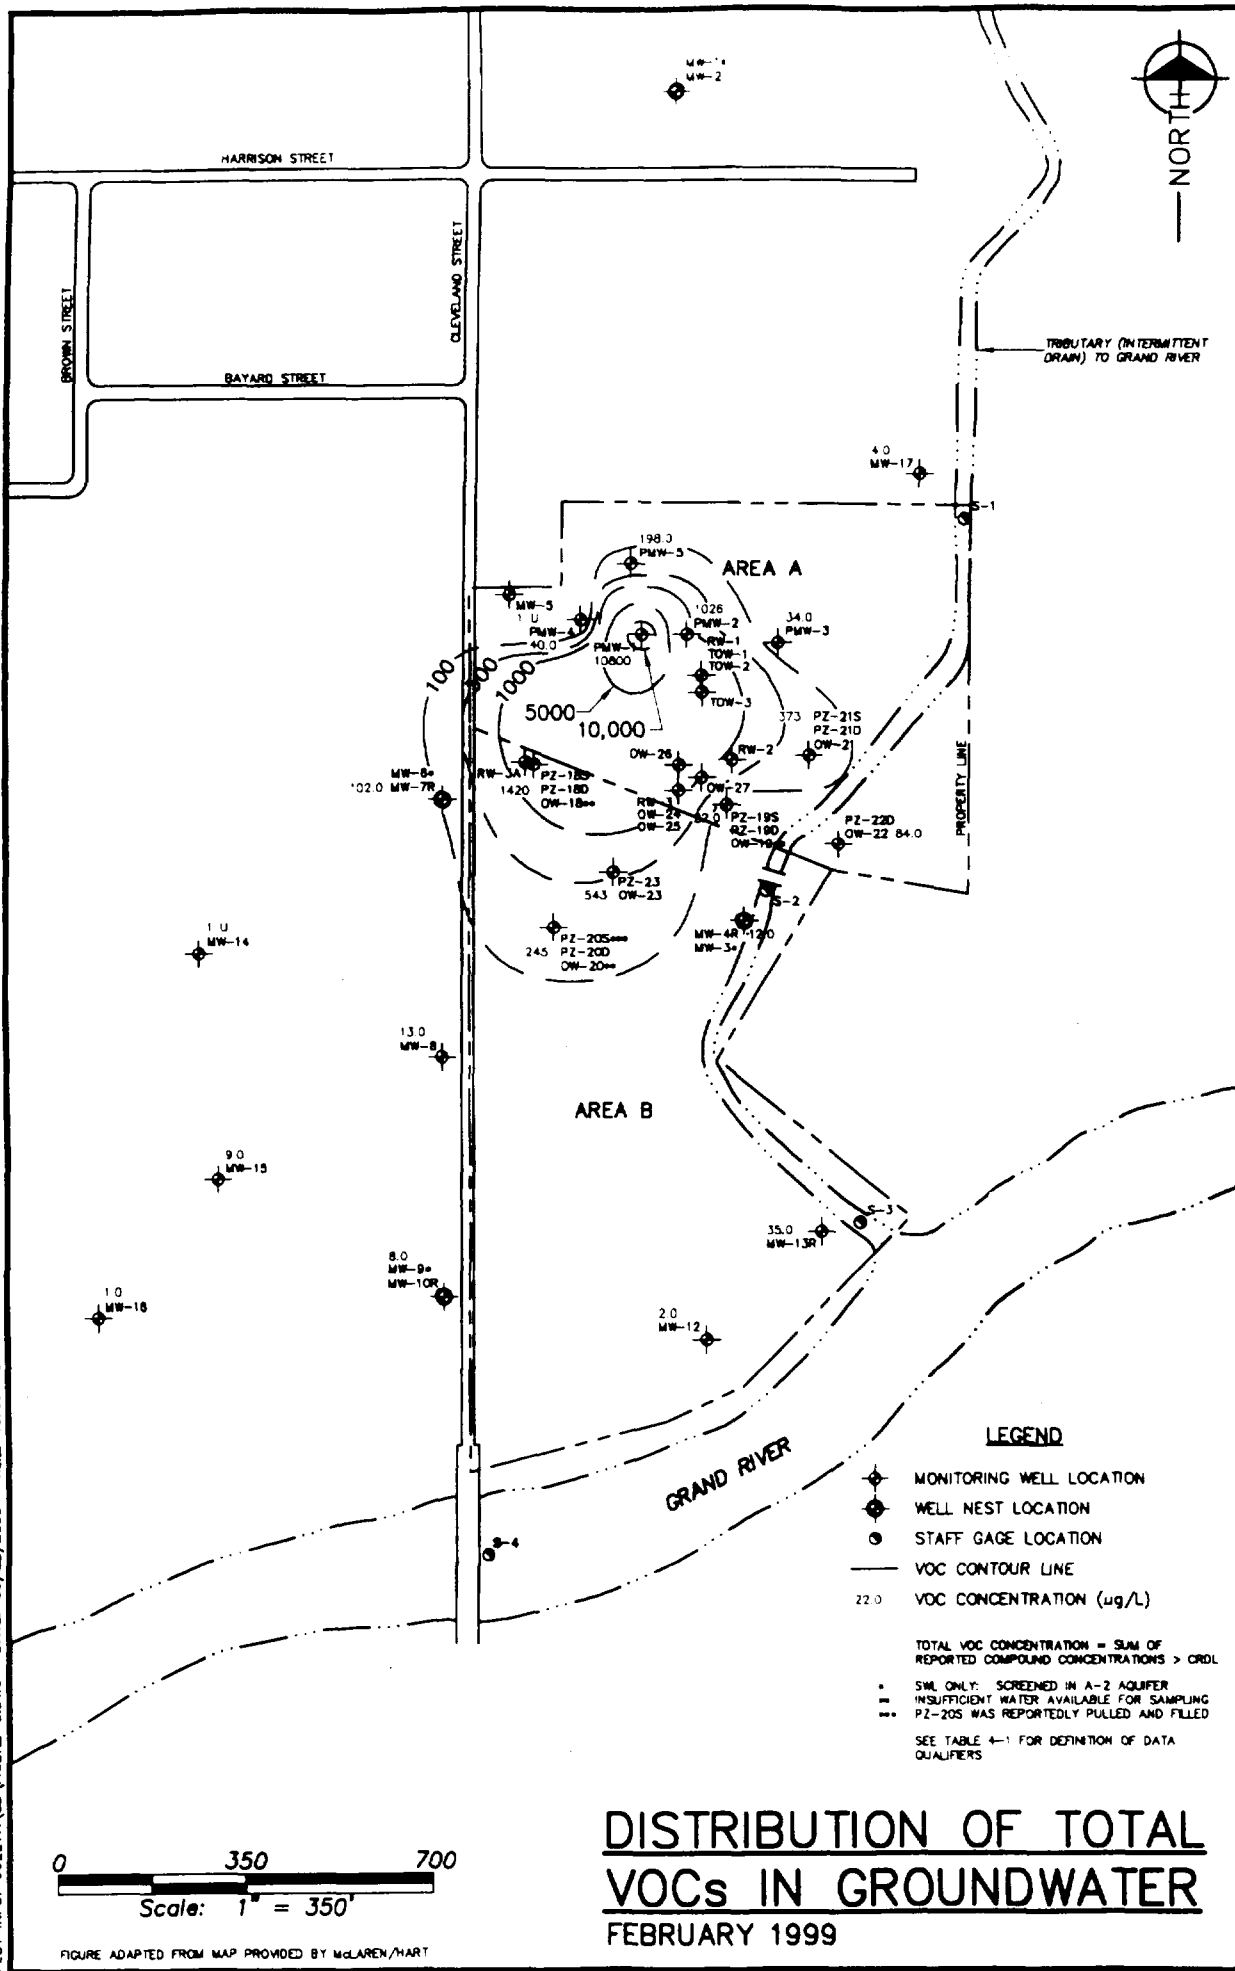 MW-1*
MW-2
NORTH
HARRISON STREET
CLEVELAND STREET
BROWN STREET
BAYARD STREET
TRIBUTARY (INTERMITTENT
DRAIN) TO GRAND RIVER
4.0
MW-17
S-1
198.0
PMW-5
AREA A
MW-5
1 U
PMW-4
40.0
1026
PMW-2
34.0
PMW-3
PMW-1
10800
RW-1
TOW-1
TOW-2
TOW-3
100
500
1000
5000
10,000
373 PZ-21S
PZ-21D
OW-21
RW-2
OW-26
OW-27
RW-3A
1420
PZ-18S
PZ-18D
OW-18**
MW-6*
102.0 MW-7R
OW-24
OW-25
PZ-19S
PZ-19D
PZ-22D
OW-22 84.0
PROPERTY LINE
PZ-23
543 OW-23
S-2
MW-4R 12.0
MW-3*
PZ-20S***
245 PZ-20D
OW-20**
1 U
MW-14
13.0
MW-8
AREA B
9.0
MW-15
S-3
35.0
MW-13R
8.0
MW-9*
MW-10R
1.0
MW-16
2.0
MW-12
GRAND RIVER
S-4
LEGEND
MONITORING WELL LOCATION
WELL NEST LOCATION
STAFF GAGE LOCATION
VOC CONTOUR LINE
22.0 VOC CONCENTRATION (ug/L)
TOTAL VOC CONCENTRATION = SUM OF
REPORTED COMPOUND CONCENTRATIONS > CRDL
* SWL ONLY: SCREENED IN A-2 AQUIFER
** INSUFFICIENT WATER AVAILABLE FOR SAMPLING
*** PZ-20S WAS REPORTEDLY PULLED AND FILLED
SEE TABLE 4-1 FOR DEFINITION OF DATA
QUALIFIERS
DISTRIBUTION OF TOTAL
VOCs IN GROUNDWATER
FEBRUARY 1999
0 350 700
Scale: 1" = 350'
FIGURE ADAPTED FROM MAP PROVIDED BY McLAREN/HART